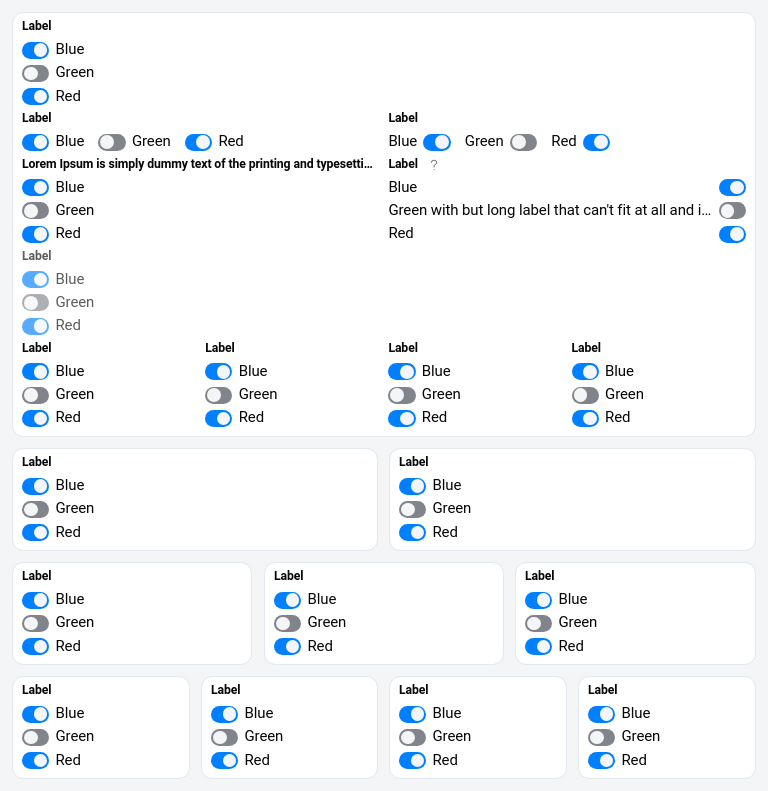 Label
Blue
Green
Red
Label Label
Blue Green Red Blue Green Red
Lorem Ipsum is simply dummy text of the printing and typesetti... Label ?
Blue Blue
Green Green with but long label that can't fit at all and i...
Red Red
Label
Blue
Green
Red
Label Label Label Label
Blue Blue Blue Blue
Green Green Green Green
Red Red Red Red
Label Label
Blue Blue
Green Green
Red Red
Label Label Label
Blue Blue Blue
Green Green Green
Red Red Red
Label Label Label Label
Blue Blue Blue Blue
Green Green Green Green
Red Red Red Red